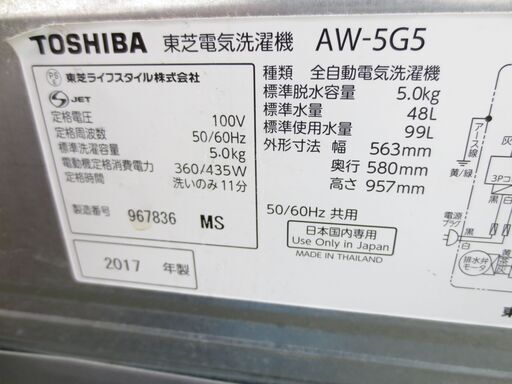 TOSHIBA 東芝電気洗濯機 AW-5G5
PS
E
東芝ライフスタイル株式会社
S JET
定格電圧 100V
定格周波数 50/60Hz
標準洗濯容量 5.0kg
電動機定格消費電力 360/435W
定格時間 洗いのみ 11分
製造番号 967836 MS
2017 年製
種類 全自動電気洗濯機
標準脱水容量 5.0kg
標準水量 48L
標準使用水量 99L
外形寸法 幅 563mm
奥行 580mm
高さ 957mm
50/60Hz 共用
日本国内専用
Use Only in Japan
MADE IN THAILAND
アース線
黄/緑
灰
3Pコ
黒
白
電源
プラグ
黒
白
排水弁
モータ
東